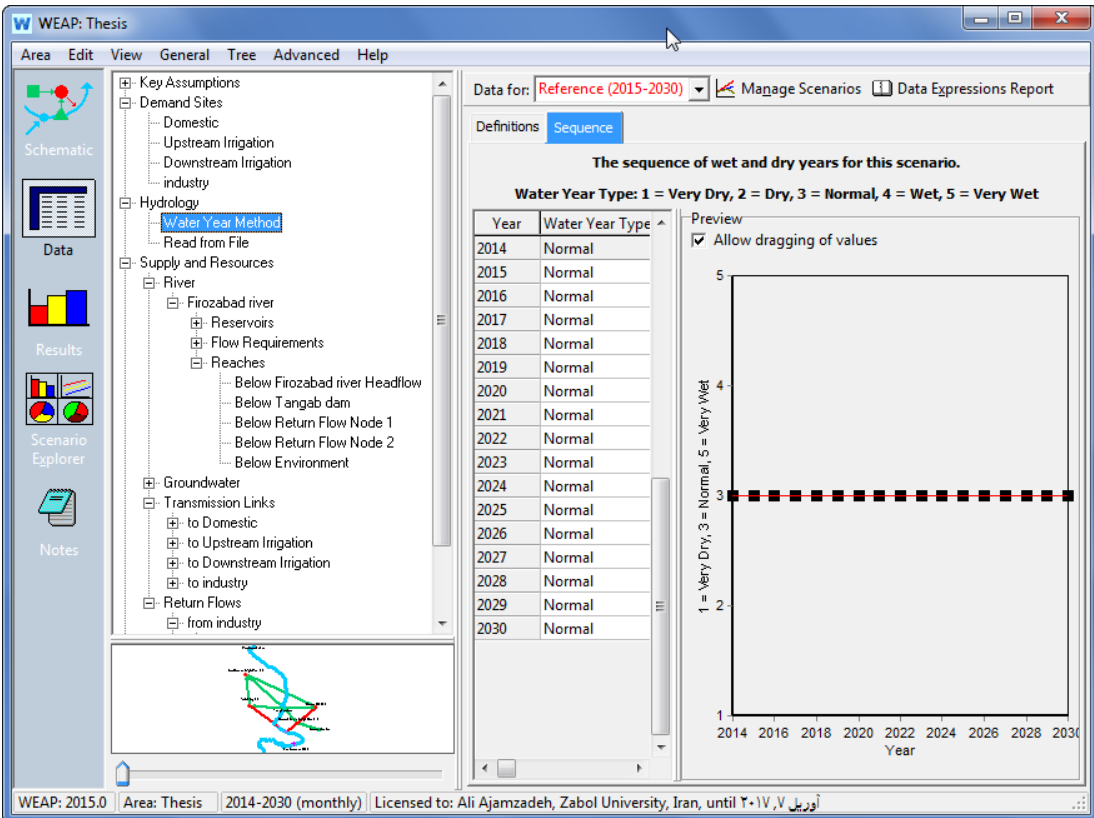 WEAP: Thesis
Area Edit View General Tree Advanced Help
Schematic
Data
Results
Scenario
Explorer
Notes
Key Assumptions
Demand Sites
Domestic
Upstream Irrigation
Downstream Irrigation
industry
Hydrology
Water Year Method
Read from File
Supply and Resources
River
Firozabad river
Reservoirs
Flow Requirements
Reaches
Below Firozabad river Headflow
Below Tangab dam
Below Return Flow Node 1
Below Return Flow Node 2
Below Environment
Groundwater
Transmission Links
to Domestic
to Upstream Irrigation
to Downstream Irrigation
to industry
Return Flows
from industry
Data for: Reference (2015-2030) Manage Scenarios Data Expressions Report
Definitions Sequence
The sequence of wet and dry years for this scenario.
Water Year Type: 1 = Very Dry, 2 = Dry, 3 = Normal, 4 = Wet, 5 = Very Wet
Year Water Year Type
2014 Normal
2015 Normal
2016 Normal
2017 Normal
2018 Normal
2019 Normal
2020 Normal
2021 Normal
2022 Normal
2023 Normal
2024 Normal
2025 Normal
2026 Normal
2027 Normal
2028 Normal
2029 Normal
2030 Normal
Preview
Allow dragging of values
5
4
3
2
1
1 = Very Dry, 3 = Normal, 5 = Very Wet
2014 2016 2018 2020 2022 2024 2026 2028 2030
Year
WEAP: 2015.0 Area: Thesis 2014-2030 (monthly) Licensed to: Ali Ajamzadeh, Zabol University, Iran, until آوریل ۷, ۲۰۱۷